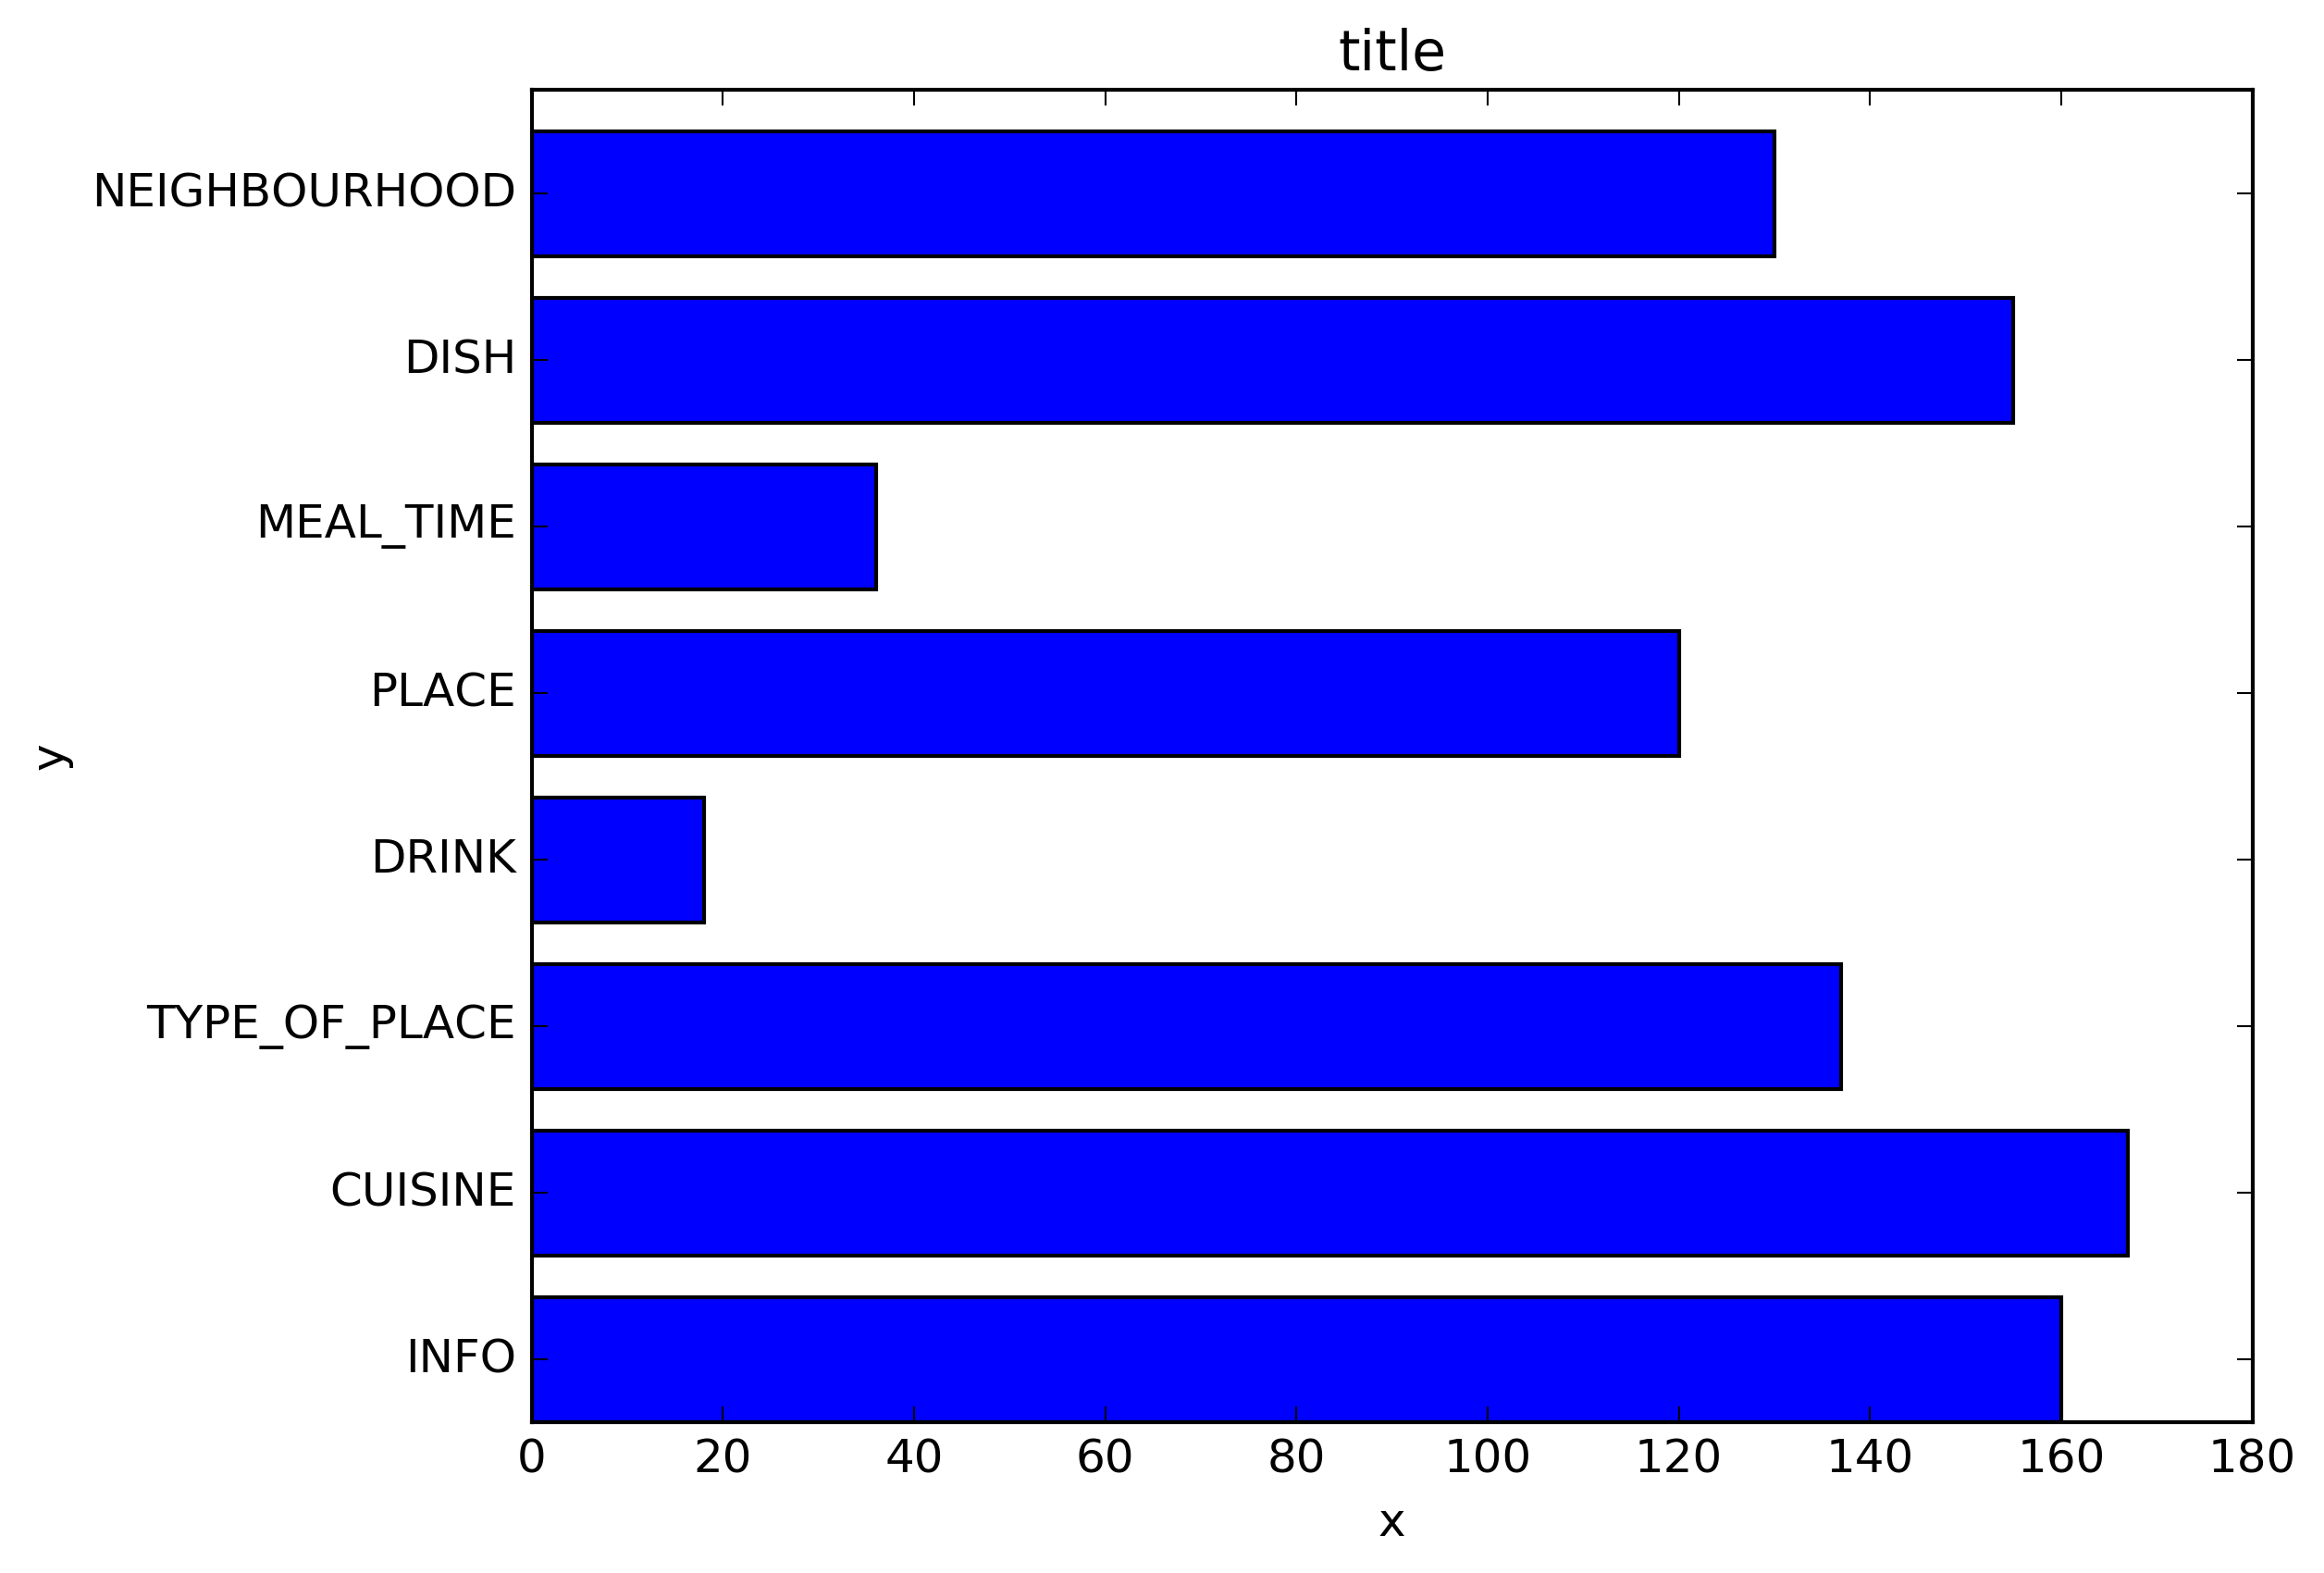 title
NEIGHBOURHOOD
DISH
MEAL_TIME
PLACE
y
DRINK
TYPE_OF_PLACE
CUISINE
INFO
0 20 40 60 80 100 120 140 160 180
x